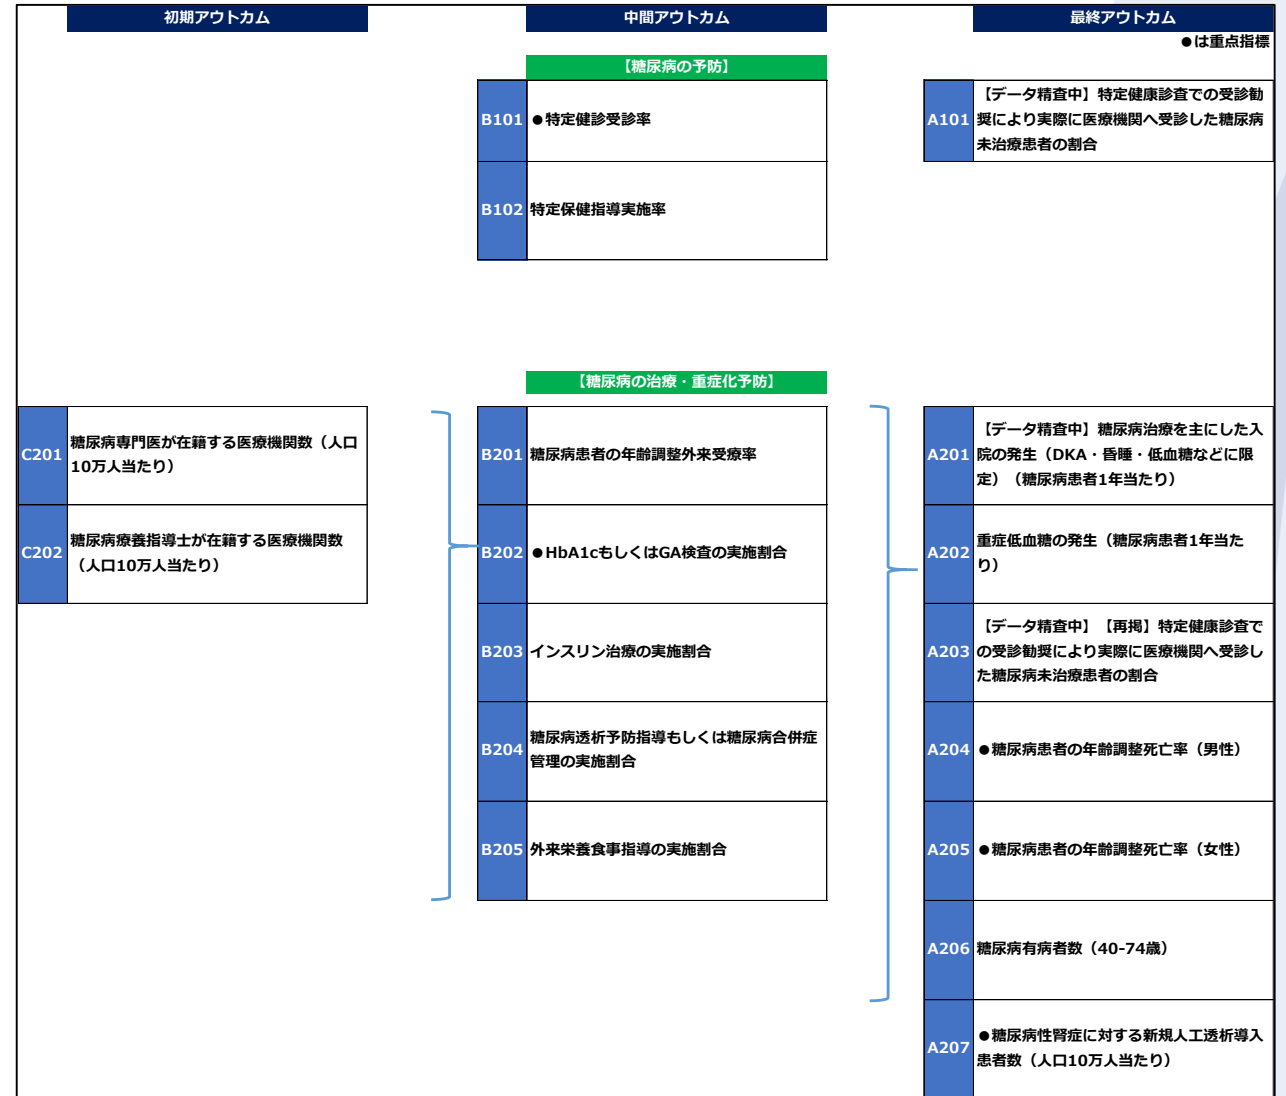 初期アウトカム
中間アウトカム
最終アウトカム
●は重点指標
【糖尿病の予防】
B101
●特定健診受診率
A101
【データ精査中】特定健康診査での受診勧
奨により実際に医療機関へ受診した糖尿病
未治療患者の割合
B102
特定保健指導実施率
【糖尿病の治療・重症化予防】
C201
糖尿病専門医が在籍する医療機関数（人口
10万人当たり）
B201
糖尿病患者の年齢調整外来受療率
A201
【データ精査中】糖尿病治療を主にした入
院の発生（DKA・昏睡・低血糖などに限
定）（糖尿病患者1年当たり）
C202
糖尿病療養指導士が在籍する医療機関数
（人口10万人当たり）
B202
●HbA1cもしくはGA検査の実施割合
A202
重症低血糖の発生（糖尿病患者1年当た
り）
B203
インスリン治療の実施割合
A203
【データ精査中】【再掲】特定健康診査で
の受診勧奨により実際に医療機関へ受診し
た糖尿病未治療患者の割合
B204
糖尿病透析予防指導もしくは糖尿病合併症
管理の実施割合
A204
●糖尿病患者の年齢調整死亡率（男性）
B205
外来栄養食事指導の実施割合
A205
●糖尿病患者の年齢調整死亡率（女性）
A206
糖尿病有病者数（40-74歳）
A207
●糖尿病性腎症に対する新規人工透析導入
患者数（人口10万人当たり）